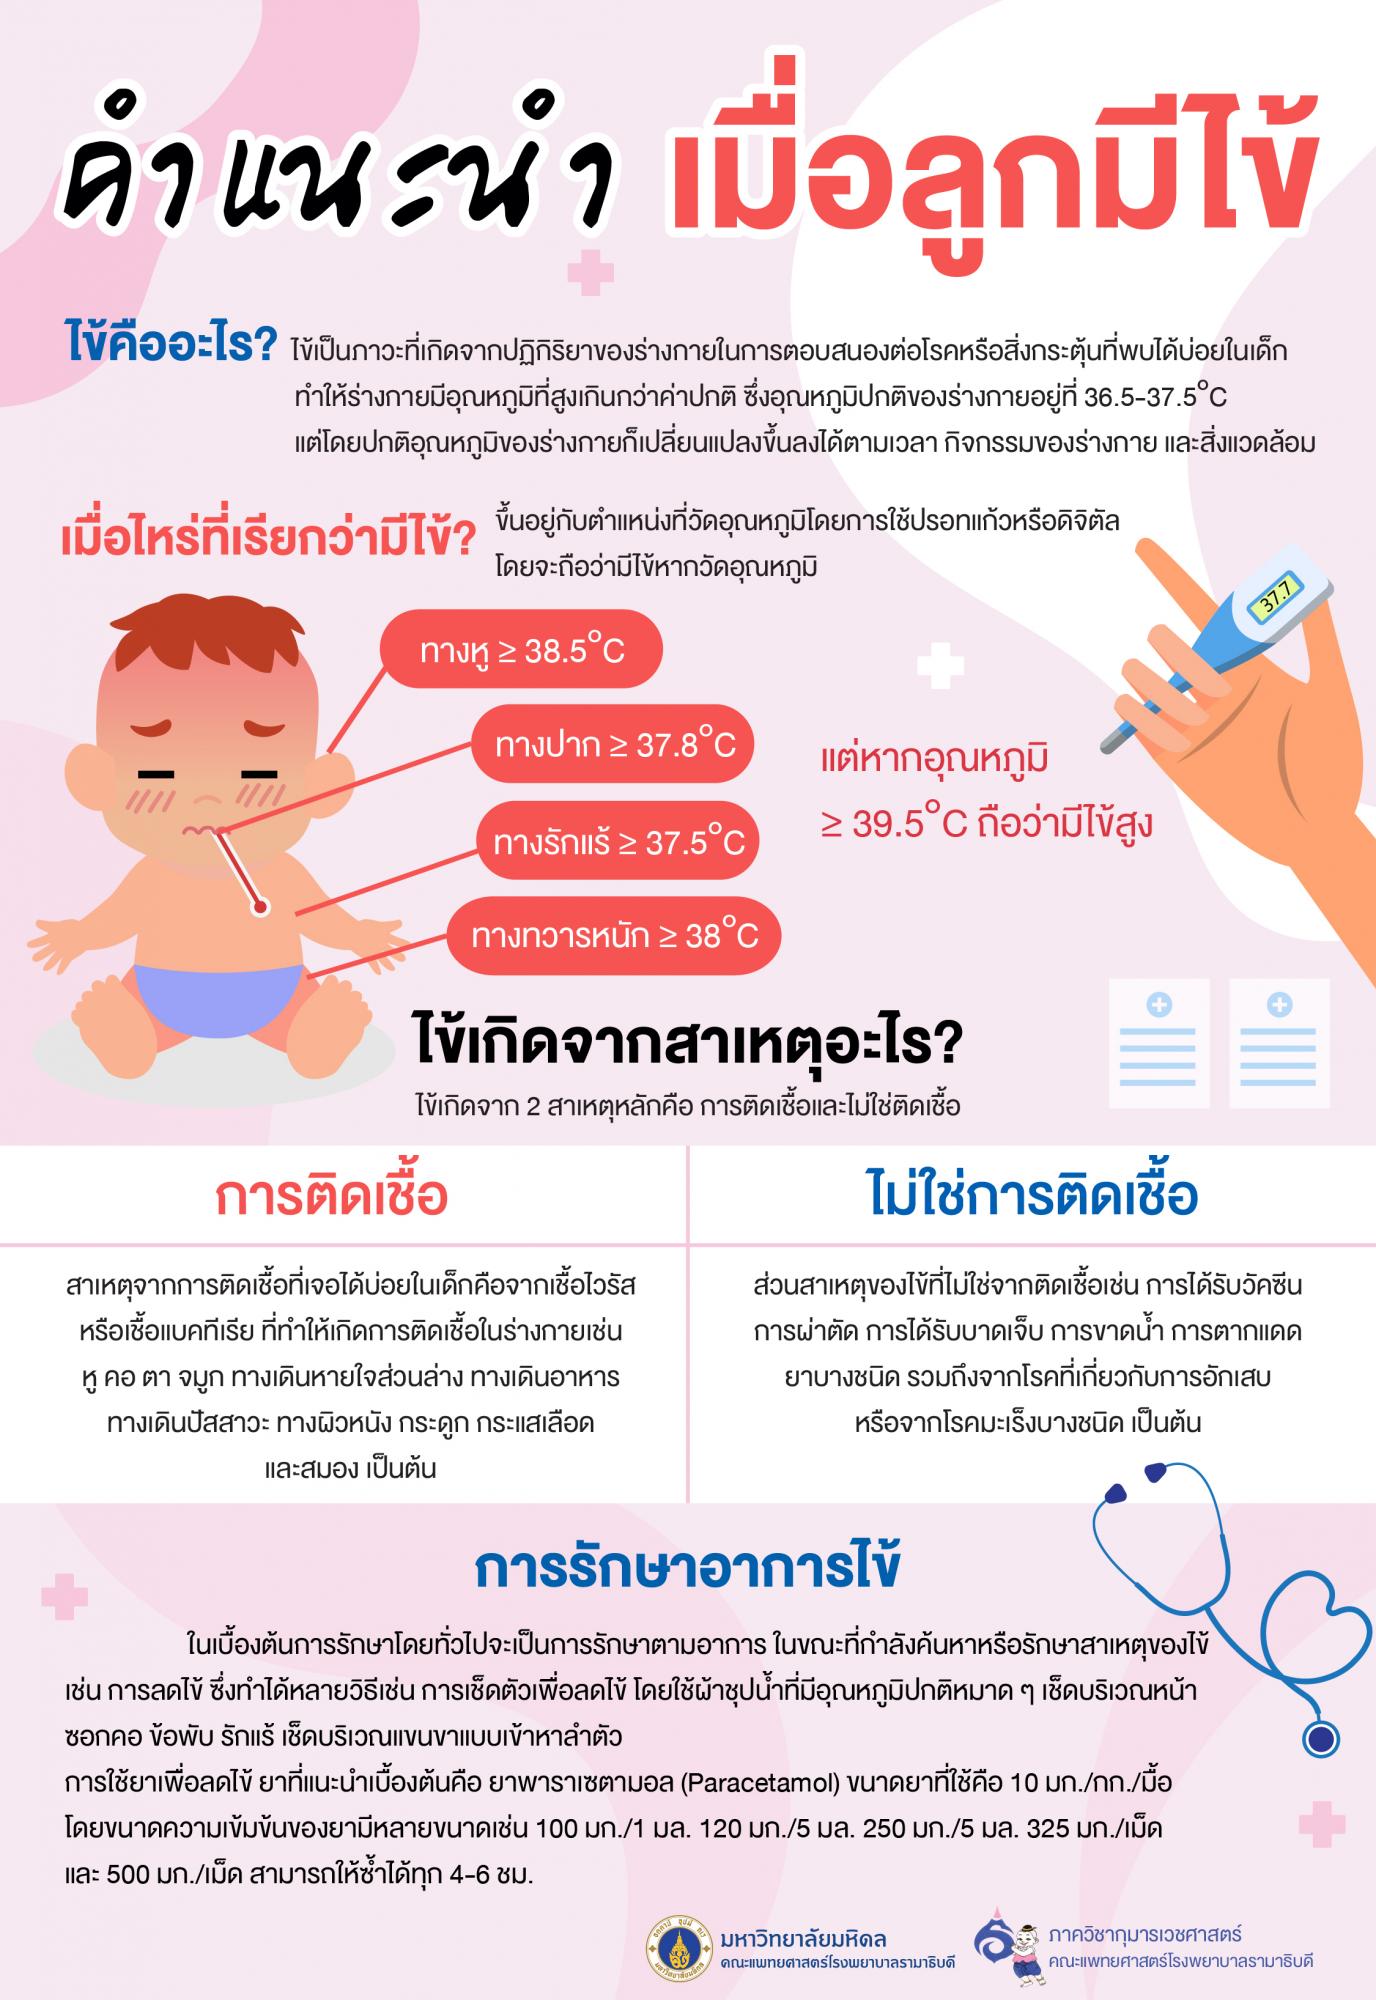 คำแนะนำ เมื่อลูกมีไข้
ไข้คืออะไร? ไข้เป็นภาวะที่เกิดจากปฏิกิริยาของร่างกายในการตอบสนองต่อโรคหรือสิ่งกระตุ้นที่พบได้บ่อยในเด็ก
ทำให้ร่างกายมีอุณหภูมิที่สูงเกินกว่าค่าปกติ ซึ่งอุณหภูมิปกติของร่างกายอยู่ที่ 36.5-37.5°C
แต่โดยปกติอุณหภูมิของร่างกายก็เปลี่ยนแปลงขึ้นลงได้ตามเวลา กิจกรรมของร่างกาย และสิ่งแวดล้อม
เมื่อไหร่ที่เรียกว่ามีไข้? ขึ้นอยู่กับตำแหน่งที่วัดอุณหภูมิโดยการใช้ปรอทแก้วหรือดิจิตัล
โดยจะถือว่ามีไข้หากวัดอุณหภูมิ
37.7
ทางหู ≥ 38.5°C
ทางปาก ≥ 37.8°C
ทางรักแร้ ≥ 37.5°C
ทางทวารหนัก ≥ 38°C
แต่หากอุณหภูมิ
≥ 39.5°C ถือว่ามีไข้สูง
ไข้เกิดจากสาเหตุอะไร?
ไข้เกิดจาก 2 สาเหตุหลักคือ การติดเชื้อและไม่ใช่ติดเชื้อ
การติดเชื้อ
สาเหตุจากการติดเชื้อที่เจอได้บ่อยในเด็กคือจากเชื้อไวรัส
หรือเชื้อแบคทีเรีย ที่ทำให้เกิดการติดเชื้อในร่างกายเช่น
หู คอ ตา จมูก ทางเดินหายใจส่วนล่าง ทางเดินอาหาร
ทางเดินปัสสาวะ ทางผิวหนัง กระดูก กระแสเลือด
และสมอง เป็นต้น
ไม่ใช่การติดเชื้อ
ส่วนสาเหตุของไข้ที่ไม่ใช่จากติดเชื้อเช่น การได้รับวัคซีน
การผ่าตัด การได้รับบาดเจ็บ การขาดน้ำ การตากแดด
ยาบางชนิด รวมถึงจากโรคที่เกี่ยวกับการอักเสบ
หรือจากโรคมะเร็งบางชนิด เป็นต้น
การรักษาอาการไข้
ในเบื้องต้นการรักษาโดยทั่วไปจะเป็นการรักษาตามอาการ ในขณะที่กำลังค้นหาหรือรักษาสาเหตุของไข้
เช่น การลดไข้ ซึ่งทำได้หลายวิธีเช่น การเช็ดตัวเพื่อลดไข้ โดยใช้ผ้าชุปน้ำที่มีอุณหภูมิปกติหมาด ๆ เช็ดบริเวณหน้า
ซอกคอ ข้อพับ รักแร้ เช็ดบริเวณแขนขาแบบเข้าหาลำตัว
การใช้ยาเพื่อลดไข้ ยาที่แนะนำเบื้องต้นคือ ยาพาราเซตามอล (Paracetamol) ขนาดยาที่ใช้คือ 10 มก./กก./มื้อ
โดยขนาดความเข้มข้นของยามีหลายขนาดเช่น 100 มก./1 มล. 120 มก./5 มล. 250 มก./5 มล. 325 มก./เม็ด
และ 500 มก./เม็ด สามารถให้ซ้ำได้ทุก 4-6 ชม.
มหาวิทยาลัยมหิดล
คณะแพทยศาสตร์โรงพยาบาลรามาธิบดี
ภาควิชากุมารเวชศาสตร์
คณะแพทยศาสตร์โรงพยาบาลรามาธิบดี